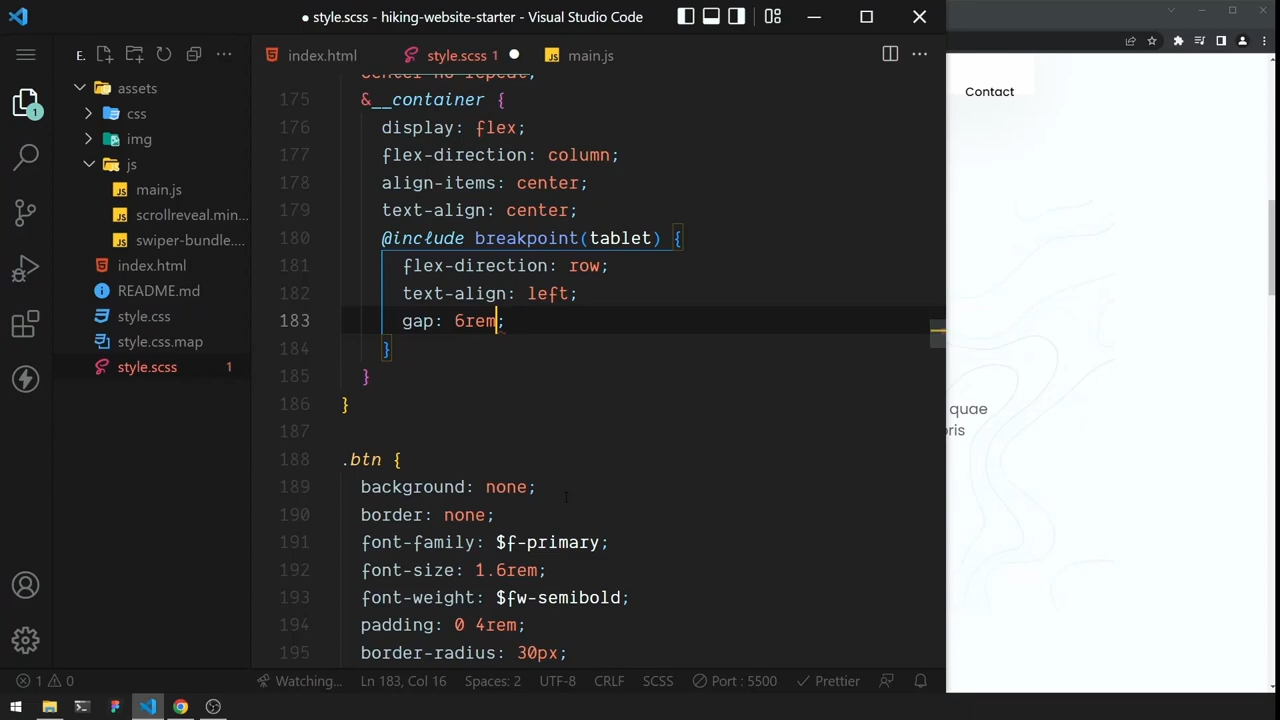 style.scss - hiking-website-starter - Visual Studio Code
E.
index.html
style.scss 1
main.js
assets
css
img
js
main.js
scrollreveal.min...
swiper-bundle....
index.html
README.md
style.css
style.css.map
style.scss 1
1
center no-repeat;
175 &__container {
176 display: flex;
177 flex-direction: column;
178 align-items: center;
179 text-align: center;
180 @include breakpoint(tablet) {
181 flex-direction: row;
182 text-align: left;
183 gap: 6rem;
184 }
185 }
186 }
187
188 .btn {
189 background: none;
190 border: none;
191 font-family: $f-primary;
192 font-size: 1.6rem;
193 font-weight: $fw-semibold;
194 padding: 0 4rem;
195 border-radius: 30px;
Contact
quae
oris
1 0 Watching... Ln 183, Col 16 Spaces: 2 UTF-8 CRLF SCSS Port : 5500 Prettier